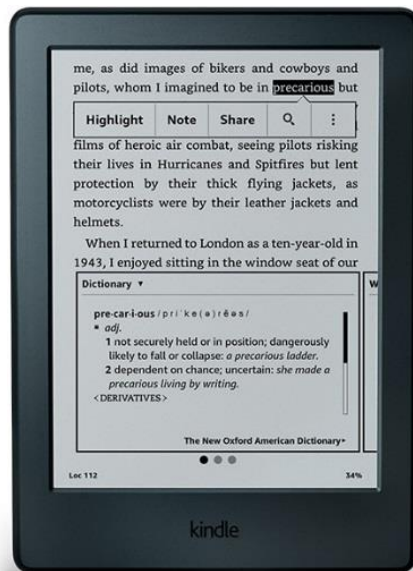 me, as did images of bikers and cowboys and
pilots, whom I imagined to be in precarious but
Highlight Note Share
films of heroic air combat, seeing pilots risking
their lives in Hurricanes and Spitfires but lent
protection by their thick flying jackets, as
motorcyclists were by their leather jackets and
helmets.
When I returned to London as a ten-year-old in
1943, I enjoyed sitting in the window seat of our
Dictionary
W
pre·car·i·ous /priˈke(ə)rēəs/
adj.
1 not securely held or in position; dangerously
likely to fall or collapse: a precarious ladder.
2 dependent on chance; uncertain: she made a
precarious living by writing.
<DERIVATIVES>
The New Oxford American Dictionary
Loc 112
34%
kindle